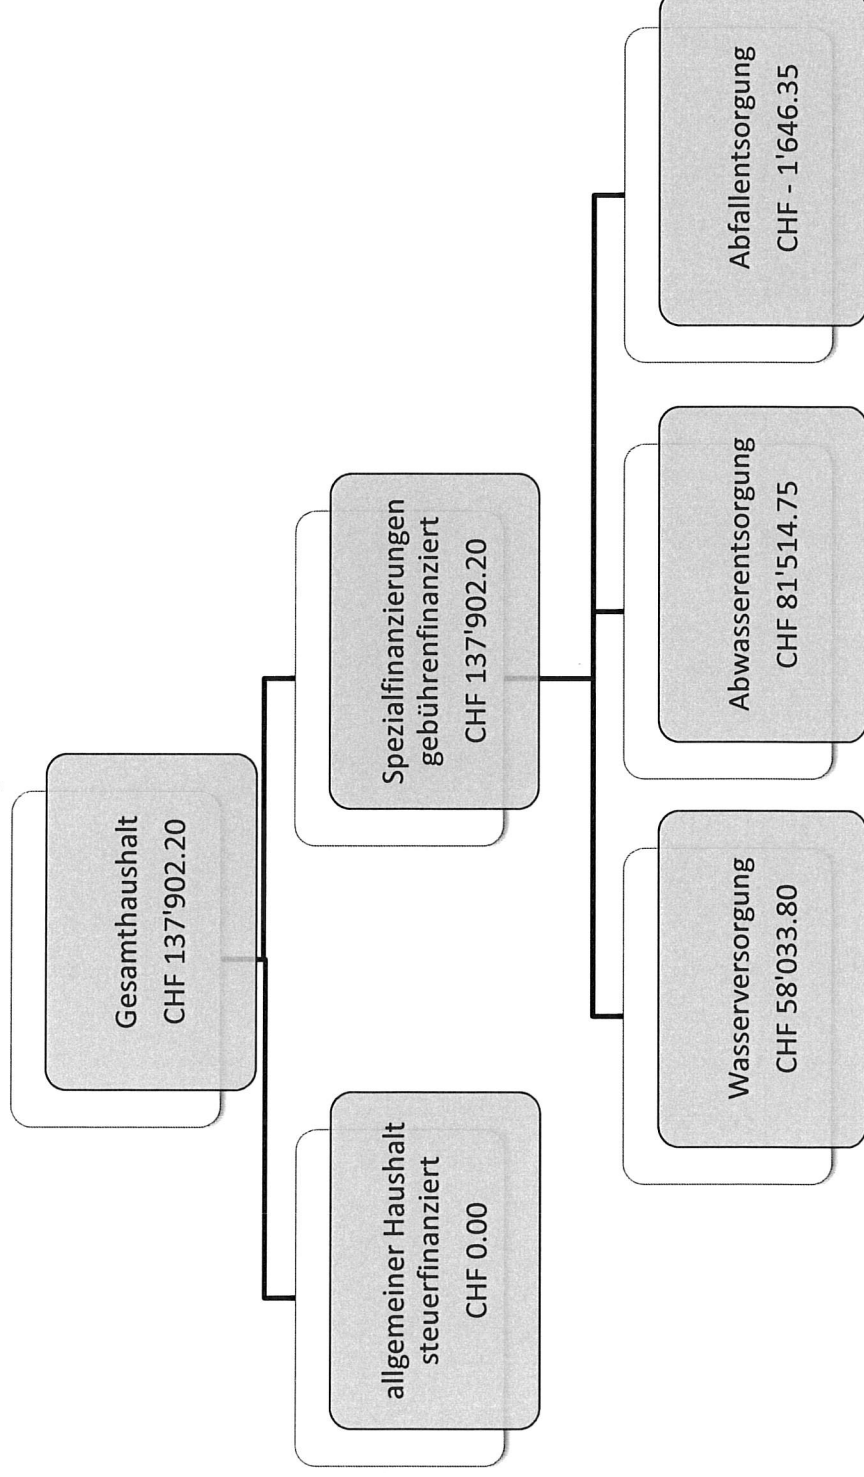 Gesamthaushalt
CHF 137'902.20
allgemeiner Haushalt
steuerfinanziert
CHF 0.00
Spezialfinanzierungen
gebührenfinanziert
CHF 137'902.20
Wasserversorgung
CHF 58'033.80
Abwasserentsorgung
CHF 81'514.75
Abfallentsorgung
CHF - 1'646.35